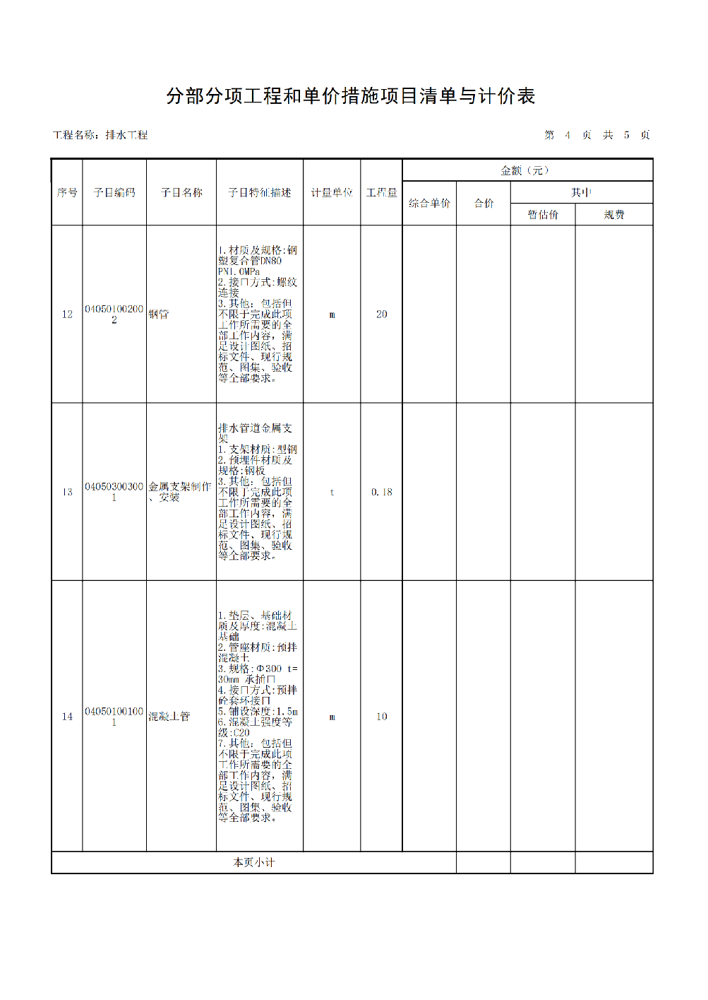 分部分项工程和单价措施项目清单与计价表
工程名称：排水工程
第 4 页 共 5 页
序号
子目编码
子目名称
子目特征描述
计量单位
工程量
金额（元）
综合单价
合价
其中
暂估价
规费
12
04050100200
2
钢管
1.材质及规格:钢
塑复合管DN80
PN1.0MPa
2.接口方式:螺纹
连接
3.其他：包括但
不限于完成此项
工作所需要的全
部工作内容，满
足设计图纸、招
标文件、现行规
范、图集、验收
等全部要求。
m
20
13
04050300300
1
金属支架制作
、安装
排水管道金属支
架
1.支架材质:型钢
2.预埋件材质及
规格:钢板
3.其他：包括但
不限于完成此项
工作所需要的全
部工作内容，满
足设计图纸、招
标文件、现行规
范、图集、验收
等全部要求。
t
0.18
14
04050100100
1
混凝土管
1.垫层、基础材
质及厚度:混凝土
基础
2.管座材质:预拌
混凝土
3.规格:Φ300 t=
30mm 承插口
4.接口方式:预拌
砼套环接口
5.铺设深度:1.5m
6.混凝土强度等
级:C20
7.其他：包括但
不限于完成此项
工作所需要的全
部工作内容，满
足设计图纸、招
标文件、现行规
范、图集、验收
等全部要求。
m
10
本页小计